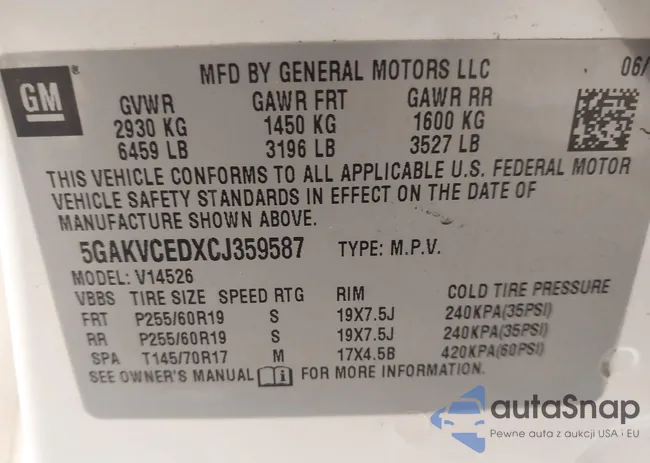 GM ®
MFD BY GENERAL MOTORS LLC 06/
GVWR GAWR FRT GAWR RR
2930 KG 1450 KG 1600 KG
6459 LB 3196 LB 3527 LB
THIS VEHICLE CONFORMS TO ALL APPLICABLE U.S. FEDERAL MOTOR
VEHICLE SAFETY STANDARDS IN EFFECT ON THE DATE OF
MANUFACTURE SHOWN ABOVE.
5GAKVCEDXCJ359587 TYPE: M.P.V.
MODEL: V14526
VBBS TIRE SIZE SPEED RTG RIM COLD TIRE PRESSURE
FRT P255/60R19 S 19X7.5J 240KPA(35PSI)
RR P255/60R19 S 19X7.5J 240KPA(35PSI)
SPA T145/70R17 M 17X4.5B 420KPA(60PSI)
SEE OWNER'S MANUAL FOR MORE INFORMATION.
autaSnap
Pewne auta z aukcji USA i EU